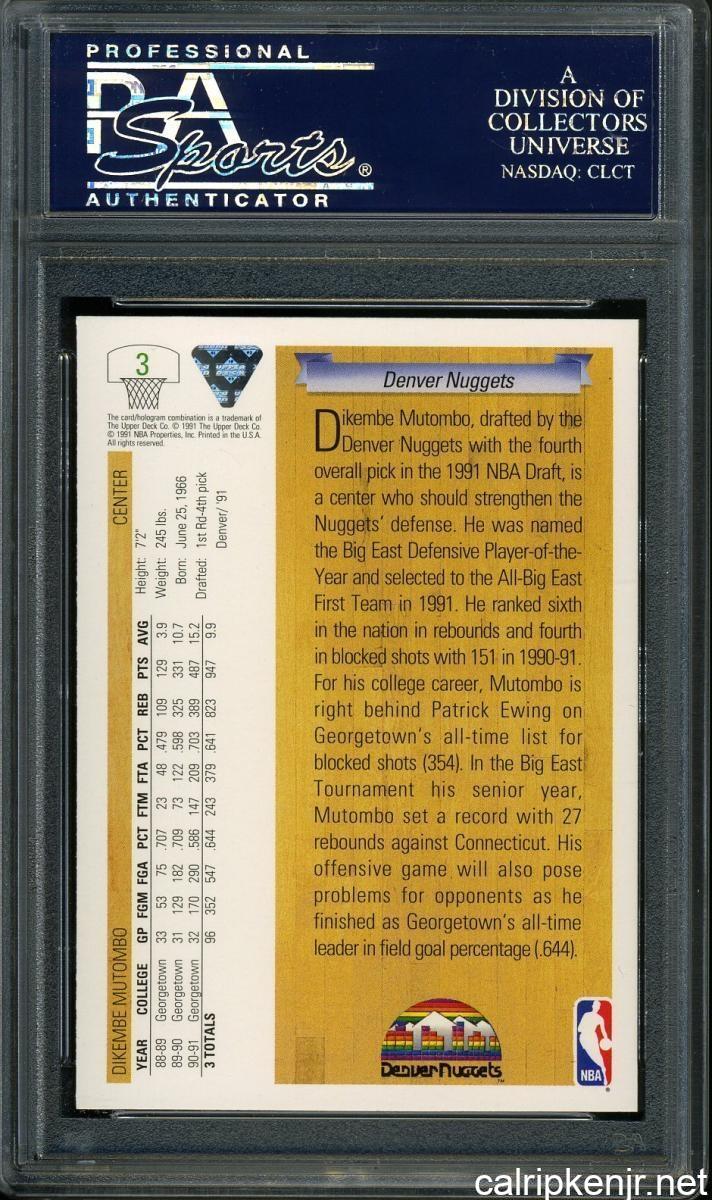 PROFESSIONAL
PSA
Sports®
AUTHENTICATOR
A
DIVISION OF
COLLECTORS
UNIVERSE
NASDAQ: CLCT
3
UPPER DECK
The card/hologram combination is a trademark of
The Upper Deck Co. © 1991 The Upper Deck Co.
© 1991 NBA Properties, Inc. Printed in the U.S.A.
All rights reserved.
DIKEMBE MUTOMBO CENTER
Height: 7'2"
Weight: 245 lbs.
Born: June 25, 1966
Drafted: 1st Rd-4th pick
Denver/ '91
YEAR COLLEGE GP FGM FGA PCT FTM FTA PCT REB PTS AVG
88-89 Georgetown 33 53 75 .707 23 48 .479 109 129 3.9
89-90 Georgetown 31 129 182 .709 73 122 .598 325 331 10.7
90-91 Georgetown 32 170 290 .586 147 209 .703 389 487 15.2
3 TOTALS 96 352 547 .644 243 379 .641 823 947 9.9
Denver Nuggets
Dikembe Mutombo, drafted by the
Denver Nuggets with the fourth
overall pick in the 1991 NBA Draft, is
a center who should strengthen the
Nuggets' defense. He was named
the Big East Defensive Player-of-the-
Year and selected to the All-Big East
First Team in 1991. He ranked sixth
in the nation in rebounds and fourth
in blocked shots with 151 in 1990-91.
For his college career, Mutombo is
right behind Patrick Ewing on
Georgetown's all-time list for
blocked shots (354). In the Big East
Tournament his senior year,
Mutombo set a record with 27
rebounds against Connecticut. His
offensive game will also pose
problems for opponents as he
finished as Georgetown's all-time
leader in field goal percentage (.644).
Denver Nuggets™
NBA®
calripkenjr.net